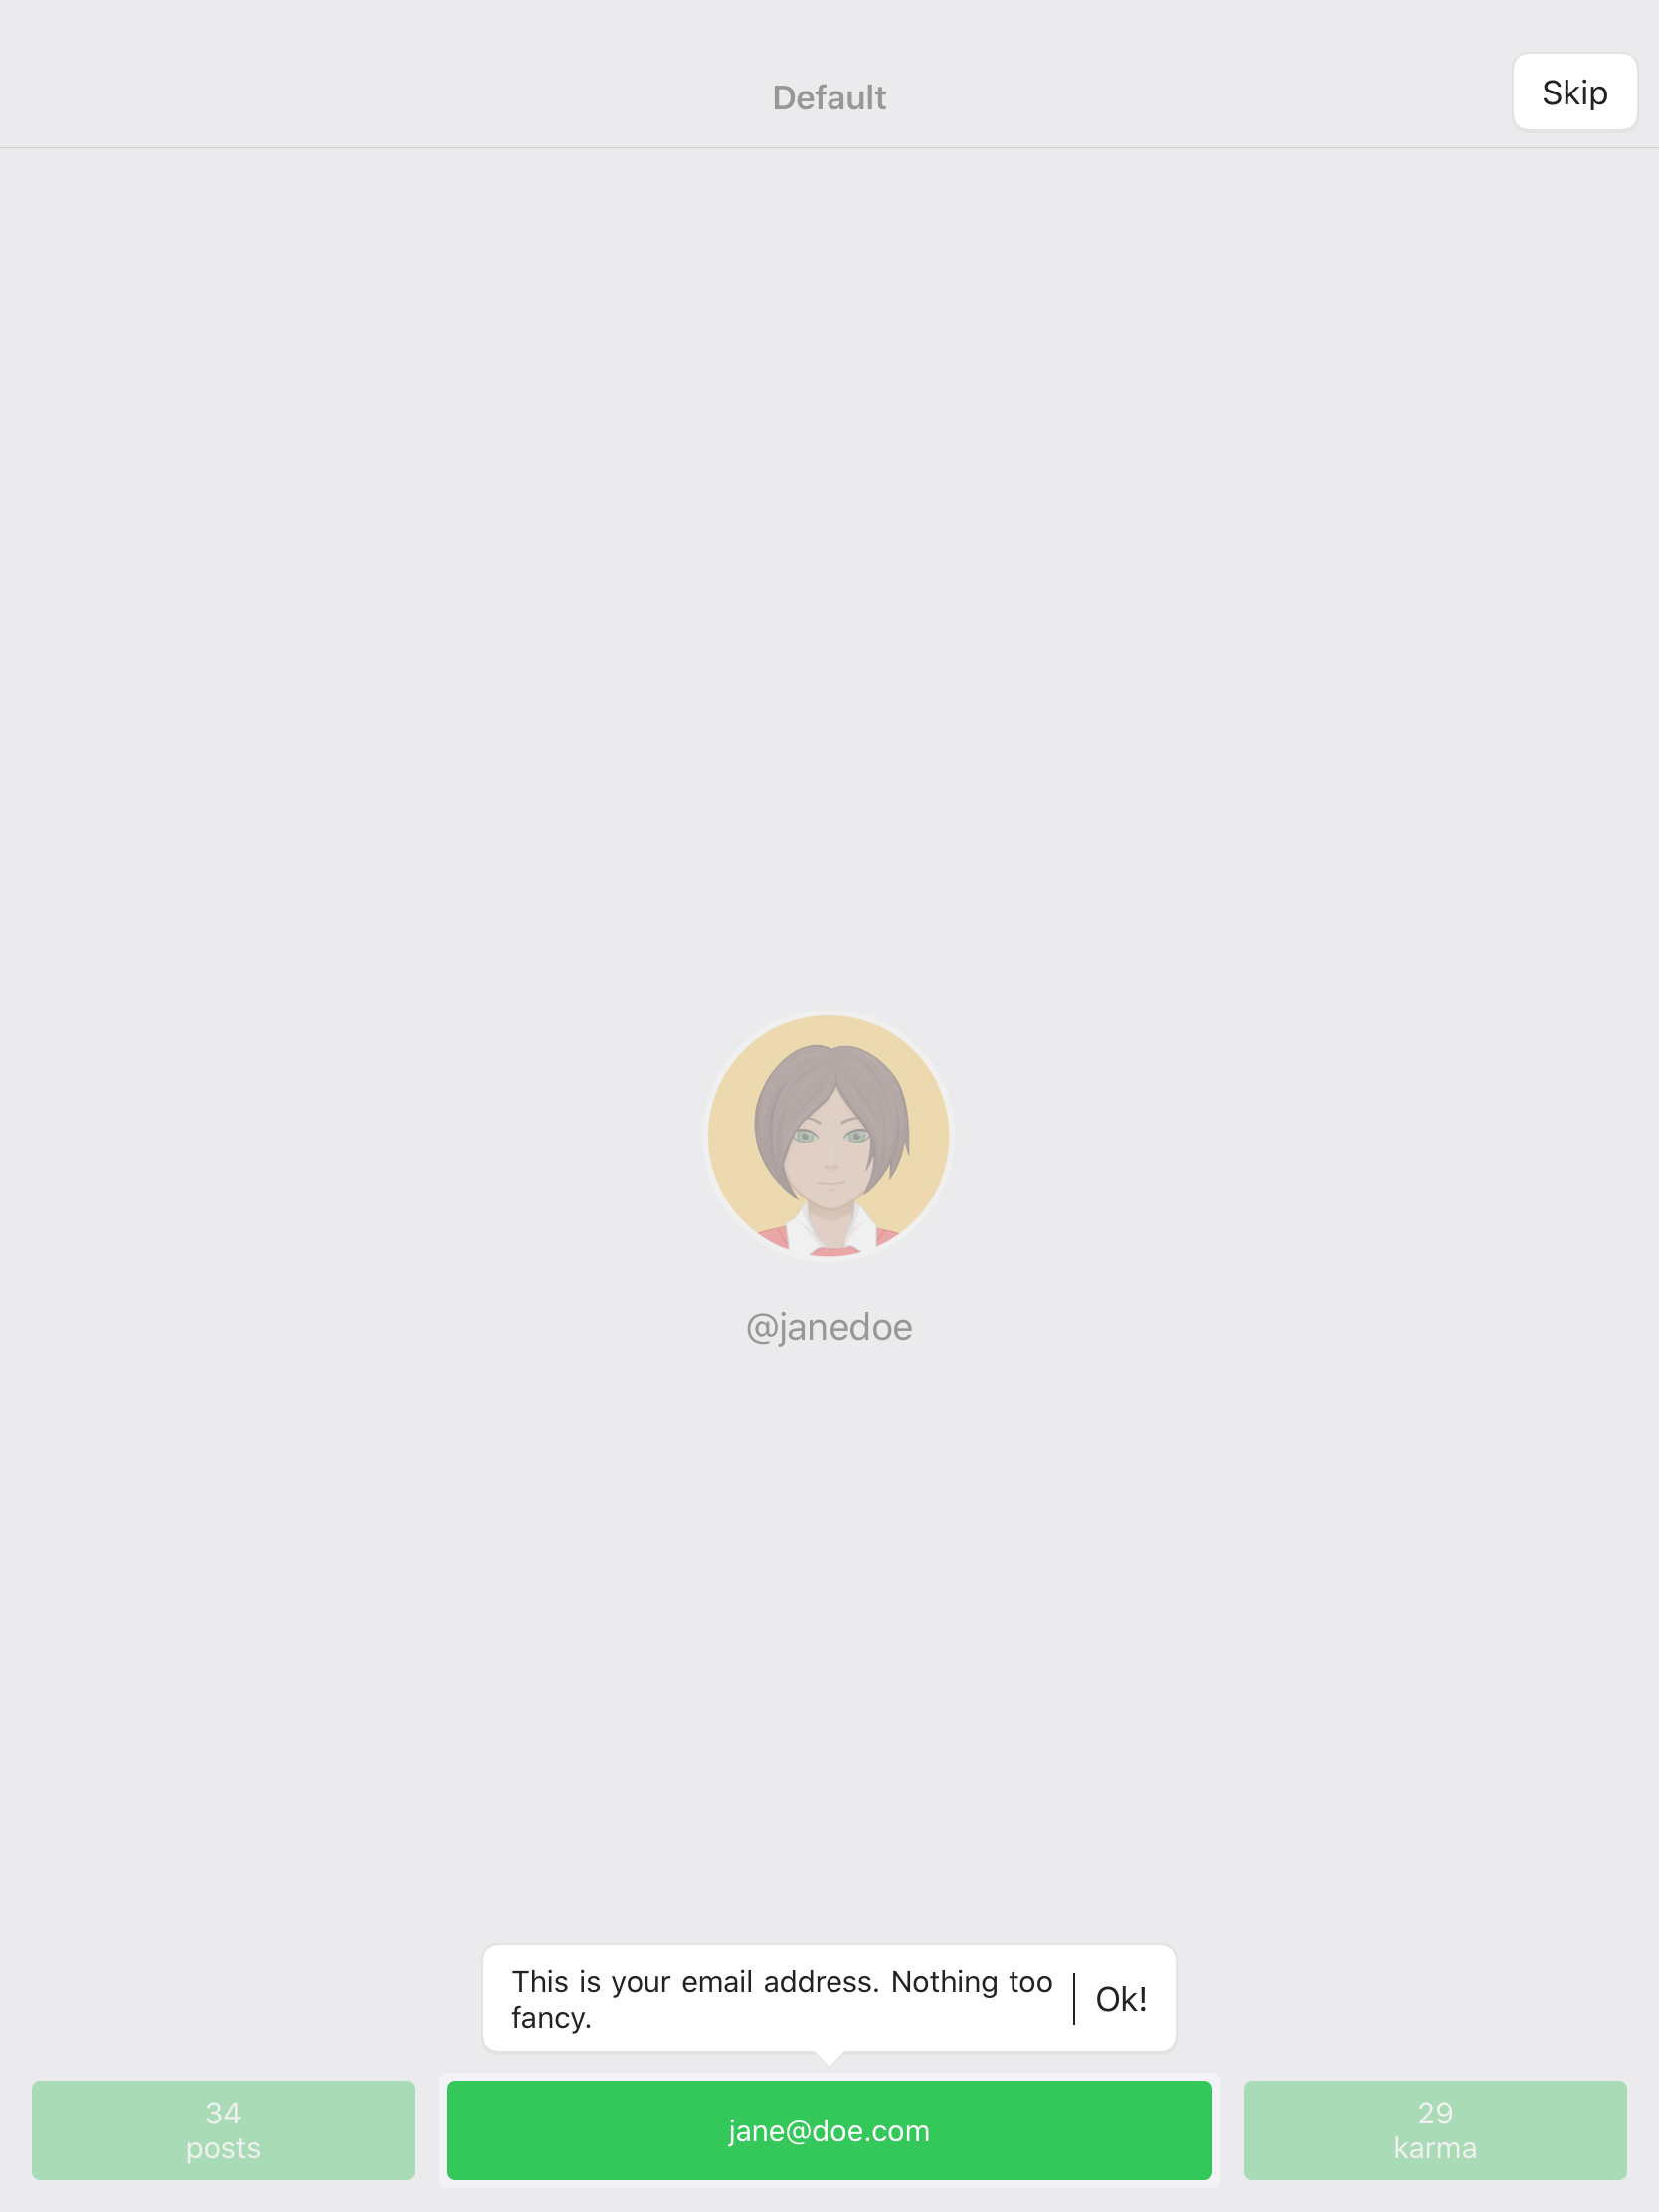 Default
Skip
@janedoe
This is your email address. Nothing too
fancy.
Ok!
34
posts
jane@doe.com
29
karma